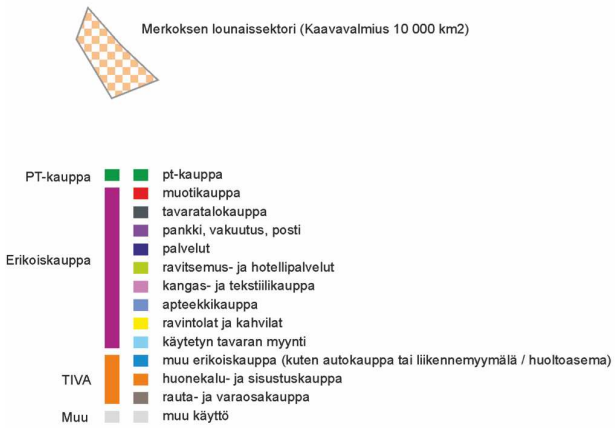 Merkoksen lounaissektori (Kaavavalmius 10 000 km2)
PT-kauppa pt-kauppa
muotikauppa
tavaratalokauppa
pankki, vakuutus, posti
palvelut
Erikoiskauppa
ravitsemus- ja hotellipalvelut
kangas- ja tekstiilikauppa
apteekkikauppa
ravintolat ja kahvilat
käytetyn tavaran myynti
muu erikoiskauppa (kuten autokauppa tai liikennemyymälä / huoltoasema)
TIVA huonekalu- ja sisustuskauppa
rauta- ja varaosakauppa
Muu muu käyttö